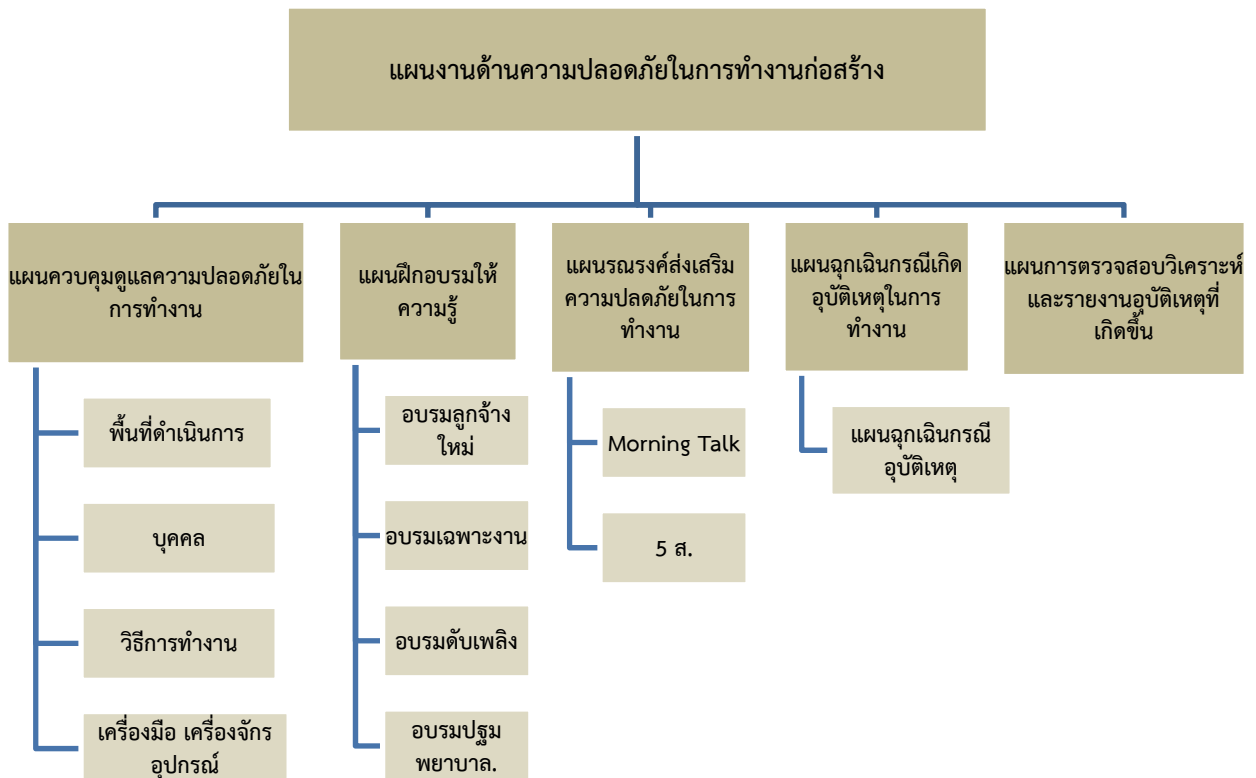 แผนงานด้านความปลอดภัยในการทำงานก่อสร้าง
แผนควบคุมดูแลความปลอดภัยใน
การทำงาน
พื้นที่ดำเนินการ
บุคคล
วิธีการทำงาน
เครื่องมือ เครื่องจักร
อุปกรณ์
แผนฝึกอบรมให้
ความรู้
อบรมลูกจ้าง
ใหม่
อบรมเฉพาะงาน
อบรมดับเพลิง
อบรมปฐม
พยาบาล.
แผนรณรงค์ส่งเสริม
ความปลดภัยในการ
ทำงาน
Morning Talk
5 ส.
แผนฉุกเฉินกรณีเกิด
อุบัติเหตุในการ
ทำงาน
แผนฉุกเฉินกรณี
อุบัติเหตุ
แผนการตรวจสอบวิเคราะห์
และรายงานอุบัติเหตุที่
เกิดขึ้น